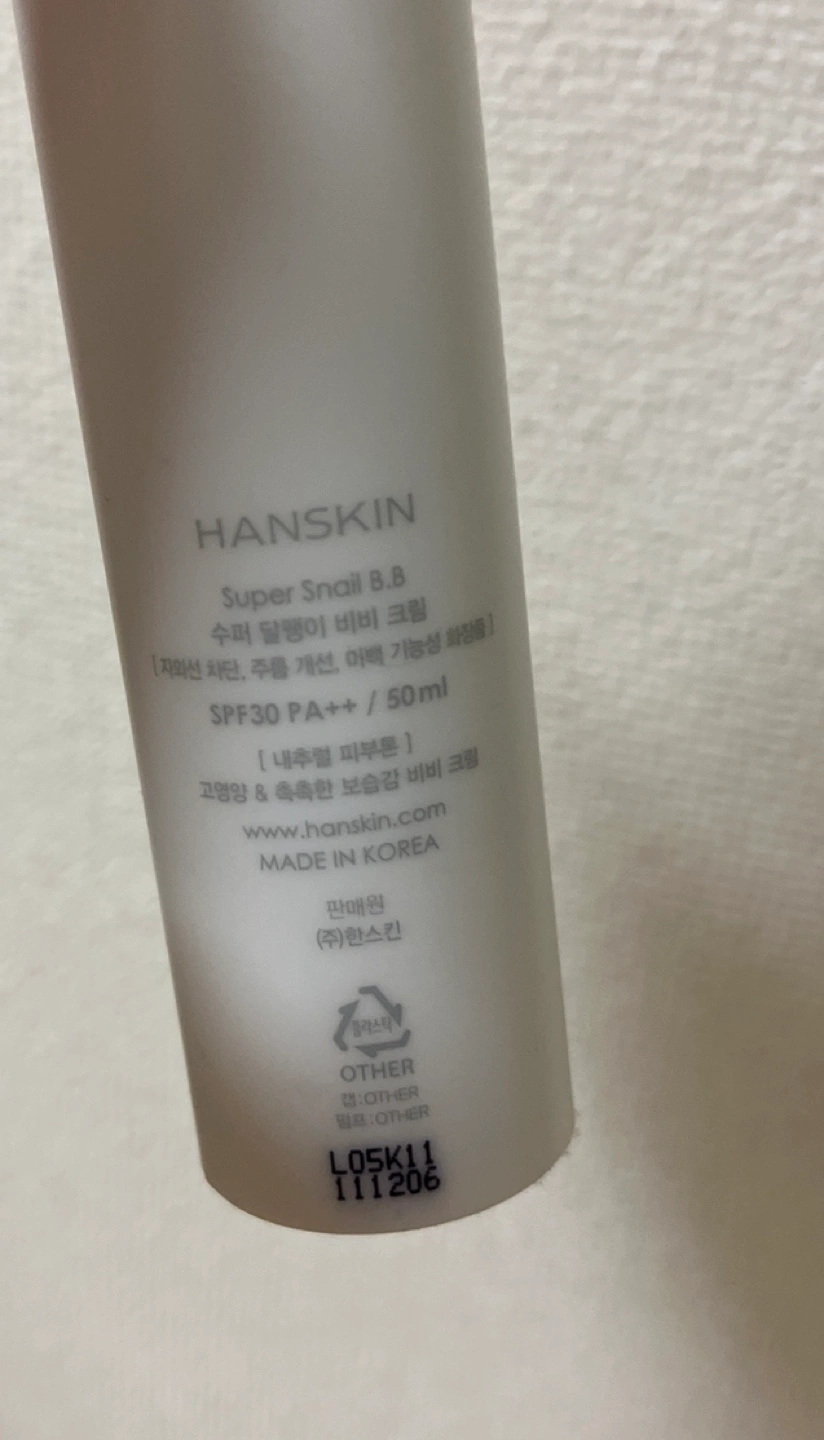 HANSKIN
Super Snail B.B
수퍼 달팽이 비비 크림
[ 자외선 차단, 주름 개선, 미백 기능성 화장품 ]
SPF30 PA++ / 50ml
[ 내추럴 피부톤 ]
고영양 & 촉촉한 보습감 비비 크림
www.hanskin.com
MADE IN KOREA
판매원
(주)한스킨
플라스틱
OTHER
캡:OTHER
펌프:OTHER
L05K11
111206